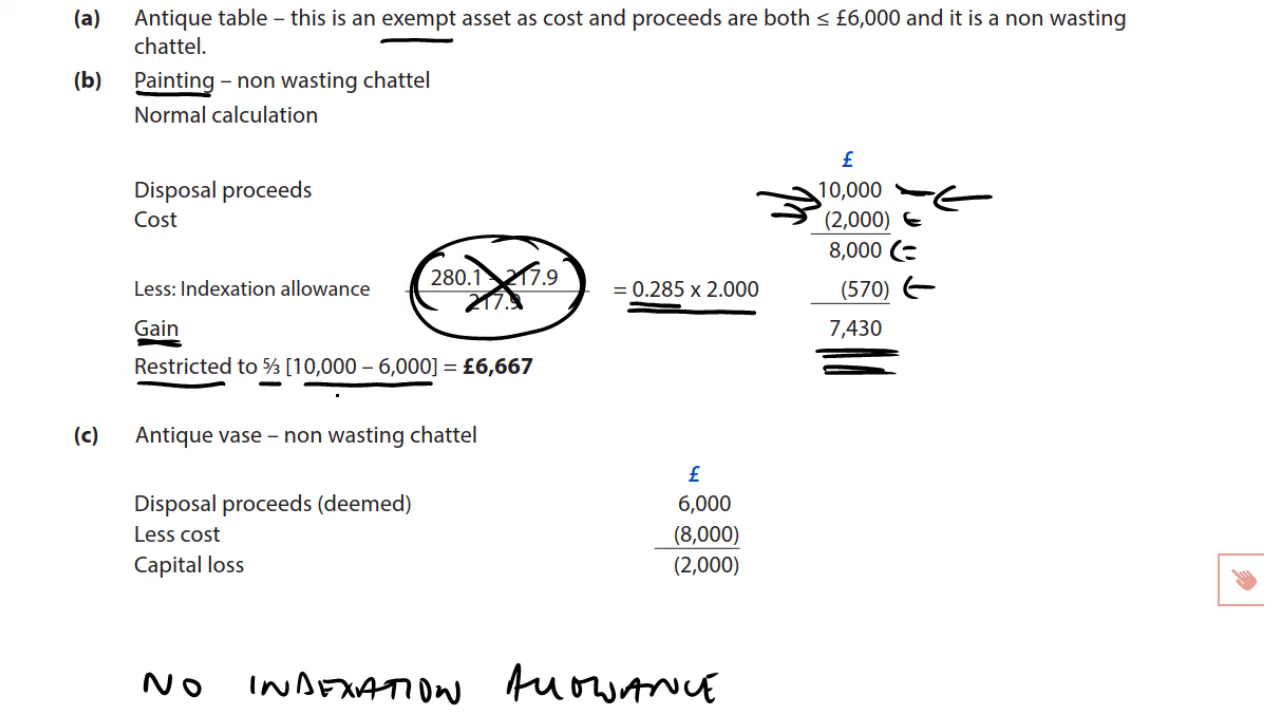 (a) Antique table – this is an exempt asset as cost and proceeds are both ≤ £6,000 and it is a non wasting
chattel.
(b) Painting – non wasting chattel
Normal calculation
£
Disposal proceeds 10,000
Cost (2,000)
8,000
280.1 – 217.9
Less: Indexation allowance = 0.285 x 2.000 (570)
217.9
Gain 7,430
Restricted to ⁵⁄₃ [10,000 – 6,000] = £6,667
(c) Antique vase – non wasting chattel
£
Disposal proceeds (deemed) 6,000
Less cost (8,000)
Capital loss (2,000)
NO INDEXATION ALLOWANCE